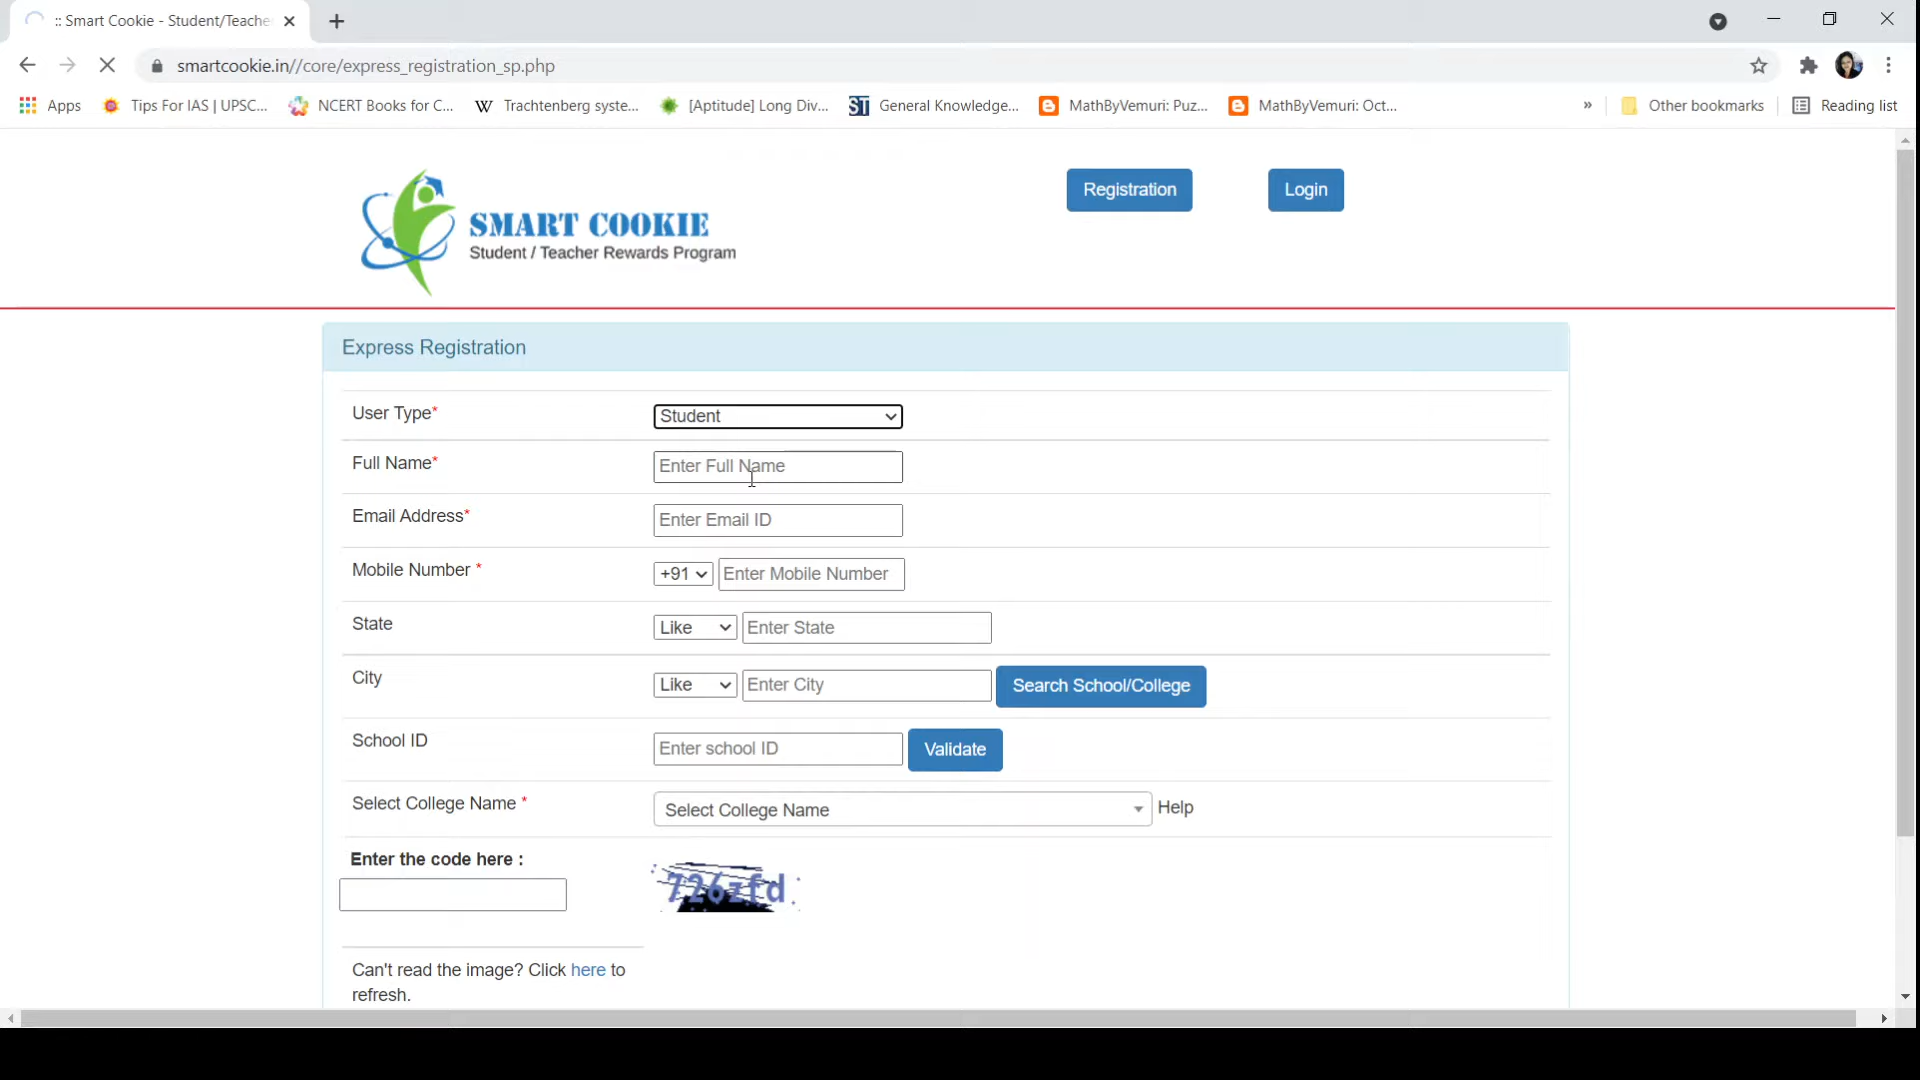 :: Smart Cookie - Student/Teache
smartcookie.in//core/express_registration_sp.php
Apps Tips For IAS | UPSC... NCERT Books for C... Trachtenberg syste... [Aptitude] Long Div... General Knowledge... MathByVemuri: Puz... MathByVemuri: Oct... » Other bookmarks Reading list
SMART COOKIE
Student / Teacher Rewards Program
Registration Login
Express Registration
User Type* Student
Full Name* Enter Full Name
Email Address* Enter Email ID
Mobile Number * +91 Enter Mobile Number
State Like Enter State
City Like Enter City Search School/College
School ID Enter school ID Validate
Select College Name * Select College Name Help
Enter the code here :
726zfd
Can't read the image? Click here to
refresh.